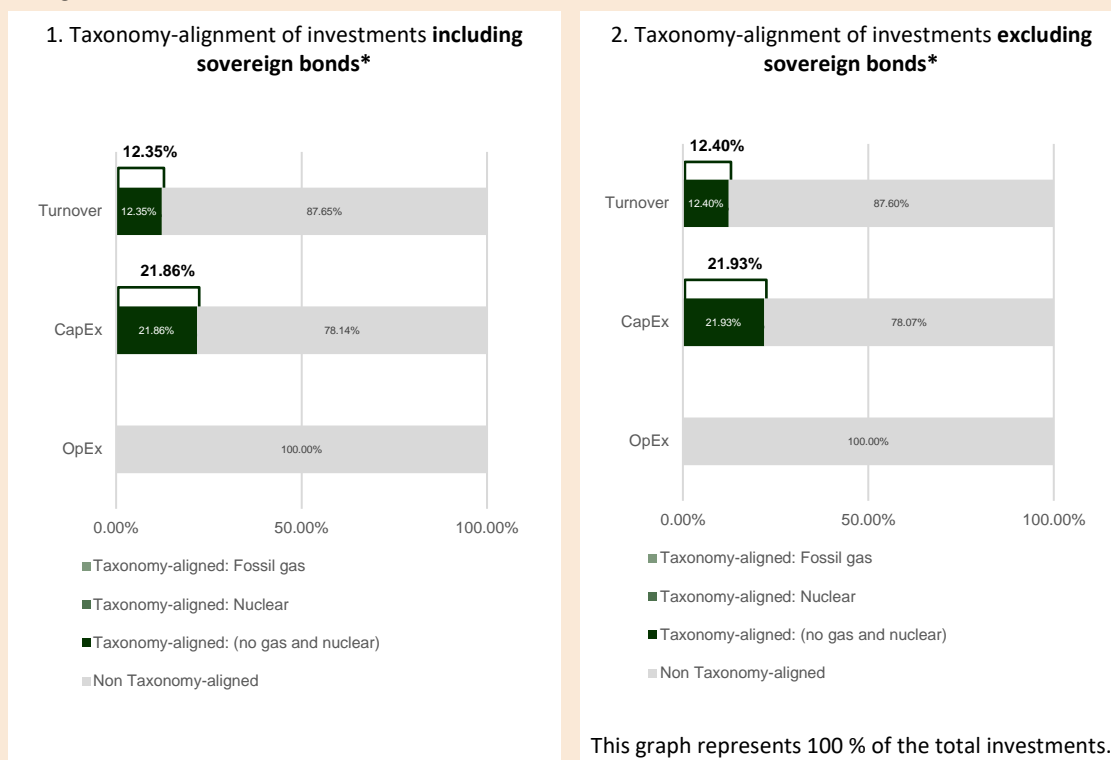 1. Taxonomy-alignment of investments including
sovereign bonds*
12.35%
Turnover
12.35%
87.65%
21.86%
CapEx
21.86%
78.14%
OpEx
100.00%
0.00%
50.00%
100.00%
Taxonomy-aligned: Fossil gas
Taxonomy-aligned: Nuclear
Taxonomy-aligned: (no gas and nuclear)
Non Taxonomy-aligned
2. Taxonomy-alignment of investments excluding
sovereign bonds*
12.40%
Turnover
12.40%
87.60%
21.93%
CapEx
21.93%
78.07%
OpEx
100.00%
0.00%
50.00%
100.00%
Taxonomy-aligned: Fossil gas
Taxonomy-aligned: Nuclear
Taxonomy-aligned: (no gas and nuclear)
Non Taxonomy-aligned
This graph represents 100 % of the total investments.